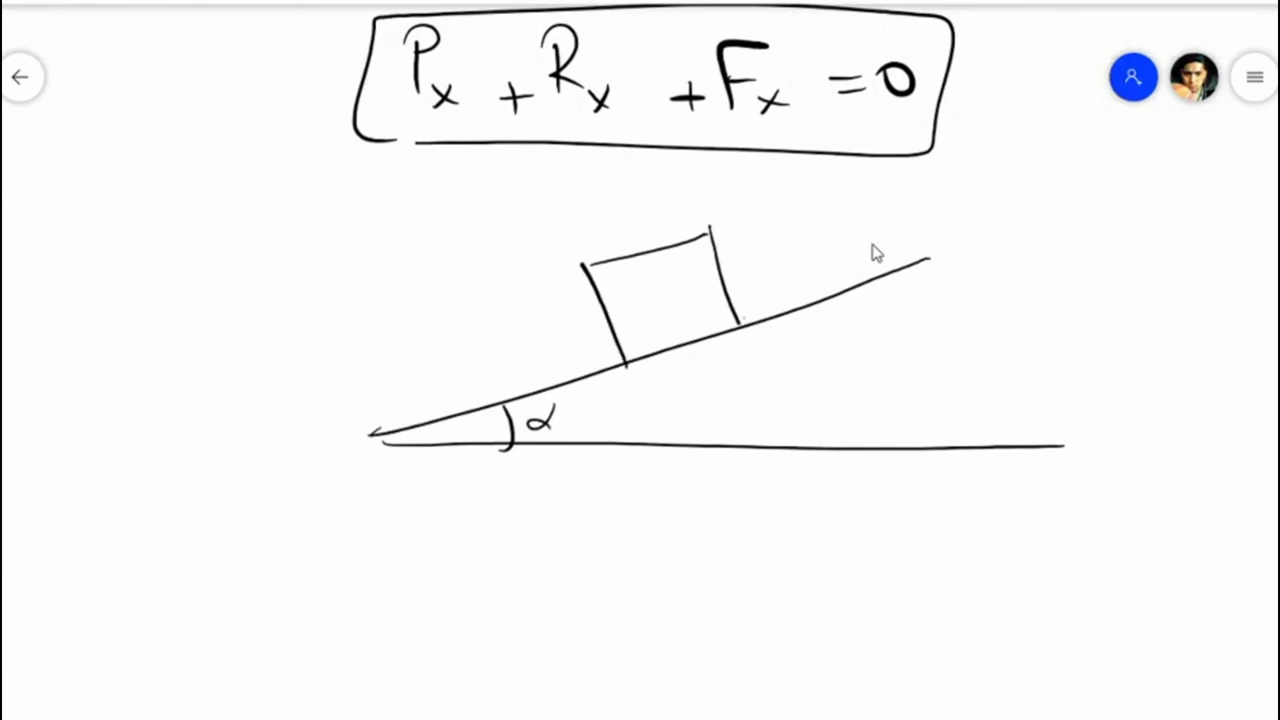 Px + Rx + Fx = 0
α